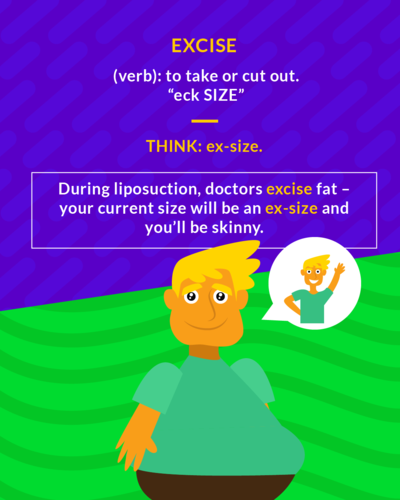 EXCISE
(verb): to take or cut out.
“eck SIZE”
THINK: ex-size.
During liposuction, doctors excise fat –
your current size will be an ex-size and
you’ll be skinny.